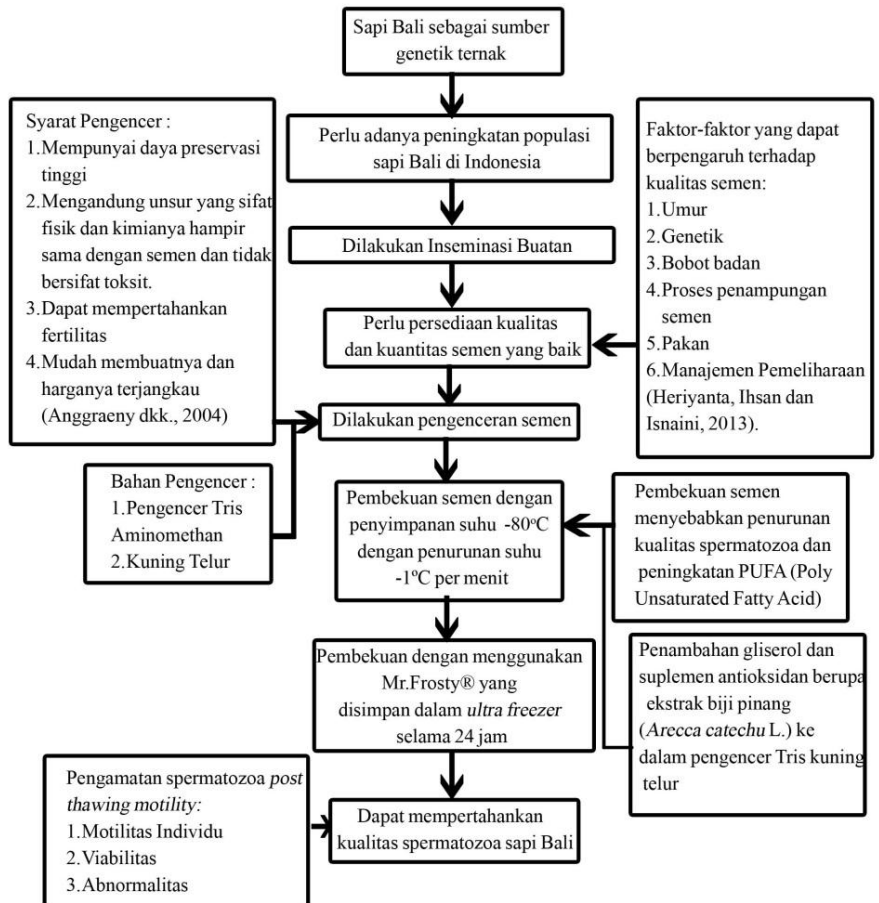 Sapi Bali sebagai sumber
genetik ternak
Syarat Pengencer :
1.Mempunyai daya preservasi
tinggi
2.Mengandung unsur yang sifat
fisik dan kimianya hampir
sama dengan semen dan tidak
bersifat toksit.
3.Dapat mempertahankan
fertilitas
4.Mudah membuatnya dan
harganya terjangkau
(Anggraeny dkk., 2004)
Perlu adanya peningkatan populasi
sapi Bali di Indonesia
Faktor-faktor yang dapat
berpengaruh terhadap
kualitas semen:
1.Umur
2.Genetik
3.Bobot badan
4.Proses penampungan
semen
5.Pakan
6.Manajemen Pemeliharaan
(Heriyanta, Ihsan dan
Isnaini, 2013).
Dilakukan Inseminasi Buatan
Perlu persediaan kualitas
dan kuantitas semen yang baik
Dilakukan pengenceran semen
Bahan Pengencer :
1.Pengencer Tris
Aminomethan
2.Kuning Telur
Pembekuan semen dengan
penyimpanan suhu -80°C
dengan penurunan suhu
-1°C per menit
Pembekuan semen
menyebabkan penurunan
kualitas spermatozoa dan
peningkatan PUFA (Poly
Unsaturated Fatty Acid)
Pembekuan dengan menggunakan
Mr.Frosty® yang
disimpan dalam ultra freezer
selama 24 jam
Penambahan gliserol dan
suplemen antioksidan berupa
ekstrak biji pinang
(Arecca catechu L.) ke
dalam pengencer Tris kuning
telur
Pengamatan spermatozoa post
thawing motility:
1.Motilitas Individu
2.Viabilitas
3.Abnormalitas
Dapat mempertahankan
kualitas spermatozoa sapi Bali